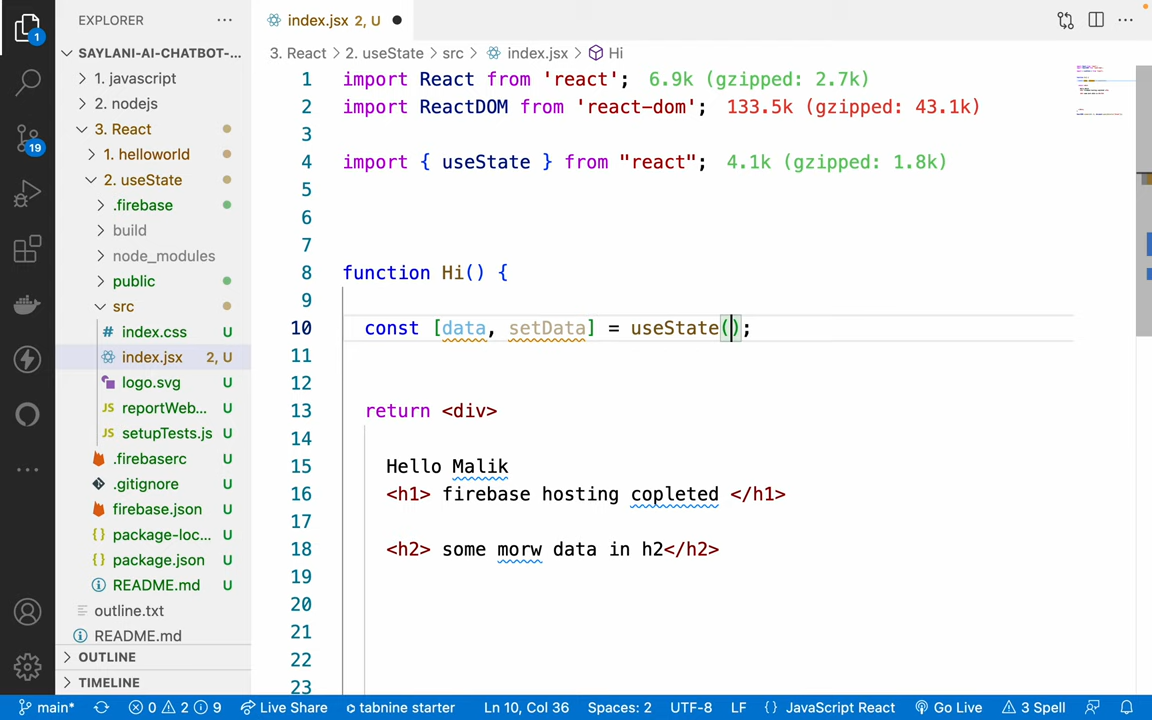 EXPLORER
index.jsx 2, U
SAYLANI-AI-CHATBOT-...
3. React > 2. useState > src > index.jsx > Hi
1. javascript
2. nodejs
3. React
1. helloworld
2. useState
.firebase
build
node_modules
public
src
index.css U
index.jsx 2, U
logo.svg U
reportWeb... U
setupTests.js U
.firebaserc U
.gitignore U
firebase.json U
package-loc... U
package.json U
README.md U
outline.txt
README.md
OUTLINE
TIMELINE
1
19
1 import React from 'react'; 6.9k (gzipped: 2.7k)
2 import ReactDOM from 'react-dom'; 133.5k (gzipped: 43.1k)
3
4 import { useState } from "react"; 4.1k (gzipped: 1.8k)
5
6
7
8 function Hi() {
9
10 const [data, setData] = useState();
11
12
13 return <div>
14
15 Hello Malik
16 <h1> firebase hosting copleted </h1>
17
18 <h2> some morw data in h2</h2>
19
20
21
22
23
main* 0 2 9 Live Share tabnine starter Ln 10, Col 36 Spaces: 2 UTF-8 LF {} JavaScript React Go Live 3 Spell